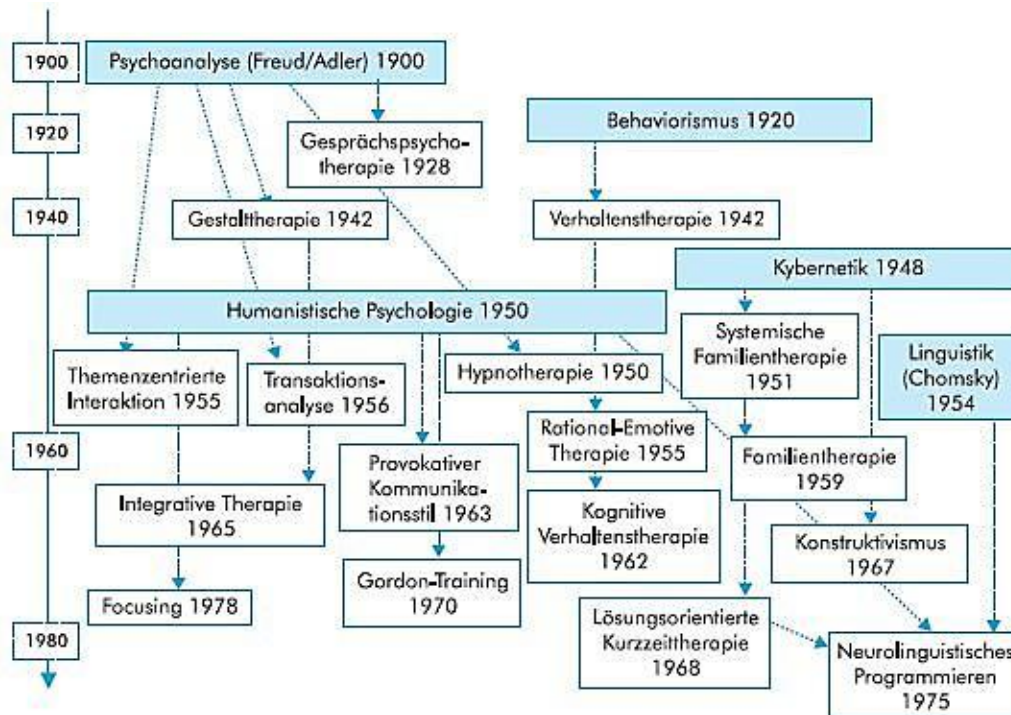 1900
Psychoanalyse (Freud/Adler) 1900
1920
Gesprächspsycho-
therapie 1928
Behaviorismus 1920
1940
Gestalttherapie 1942
Verhaltenstherapie 1942
Kybernetik 1948
Humanistische Psychologie 1950
Systemische
Familientherapie
1951
Linguistik
(Chomsky)
1954
Themenzentrierte
Interaktion 1955
Transaktions-
analyse 1956
Hypnotherapie 1950
1960
Rational-Emotive
Therapie 1955
Familientherapie
1959
Provokativer
Kommunika-
tionsstil 1963
Integrative Therapie
1965
Kognitive
Verhaltenstherapie
1962
Konstruktivismus
1967
Focusing 1978
Gordon-Training
1970
Lösungsorientierte
Kurzzeittherapie
1968
1980
Neurolinguistisches
Programmieren
1975